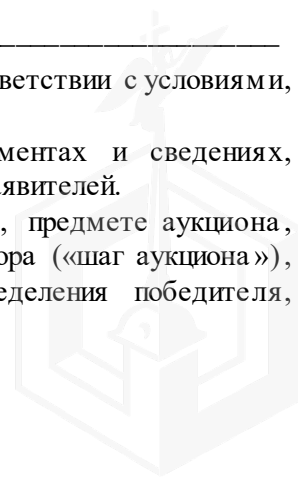 ветствии с условиями,
ментах и сведениях,
явителей.
, предмете аукциона,
ора («шаг аукциона»),
еделения победителя,